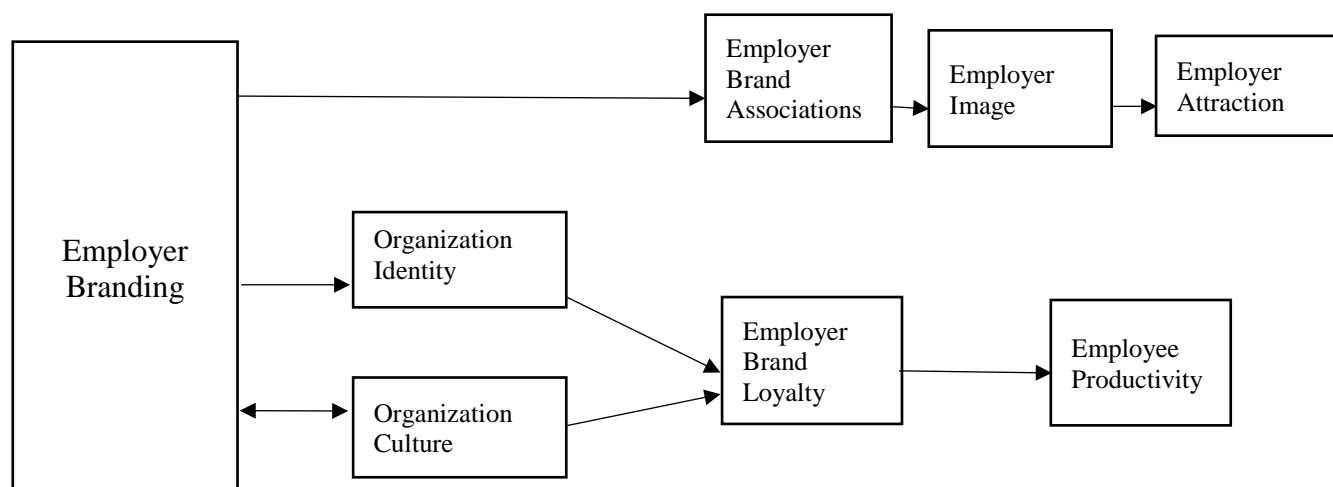 Employer
Branding
Employer
Brand
Associations
Employer
Image
Employer
Attraction
Organization
Identity
Organization
Culture
Employer
Brand
Loyalty
Employee
Productivity